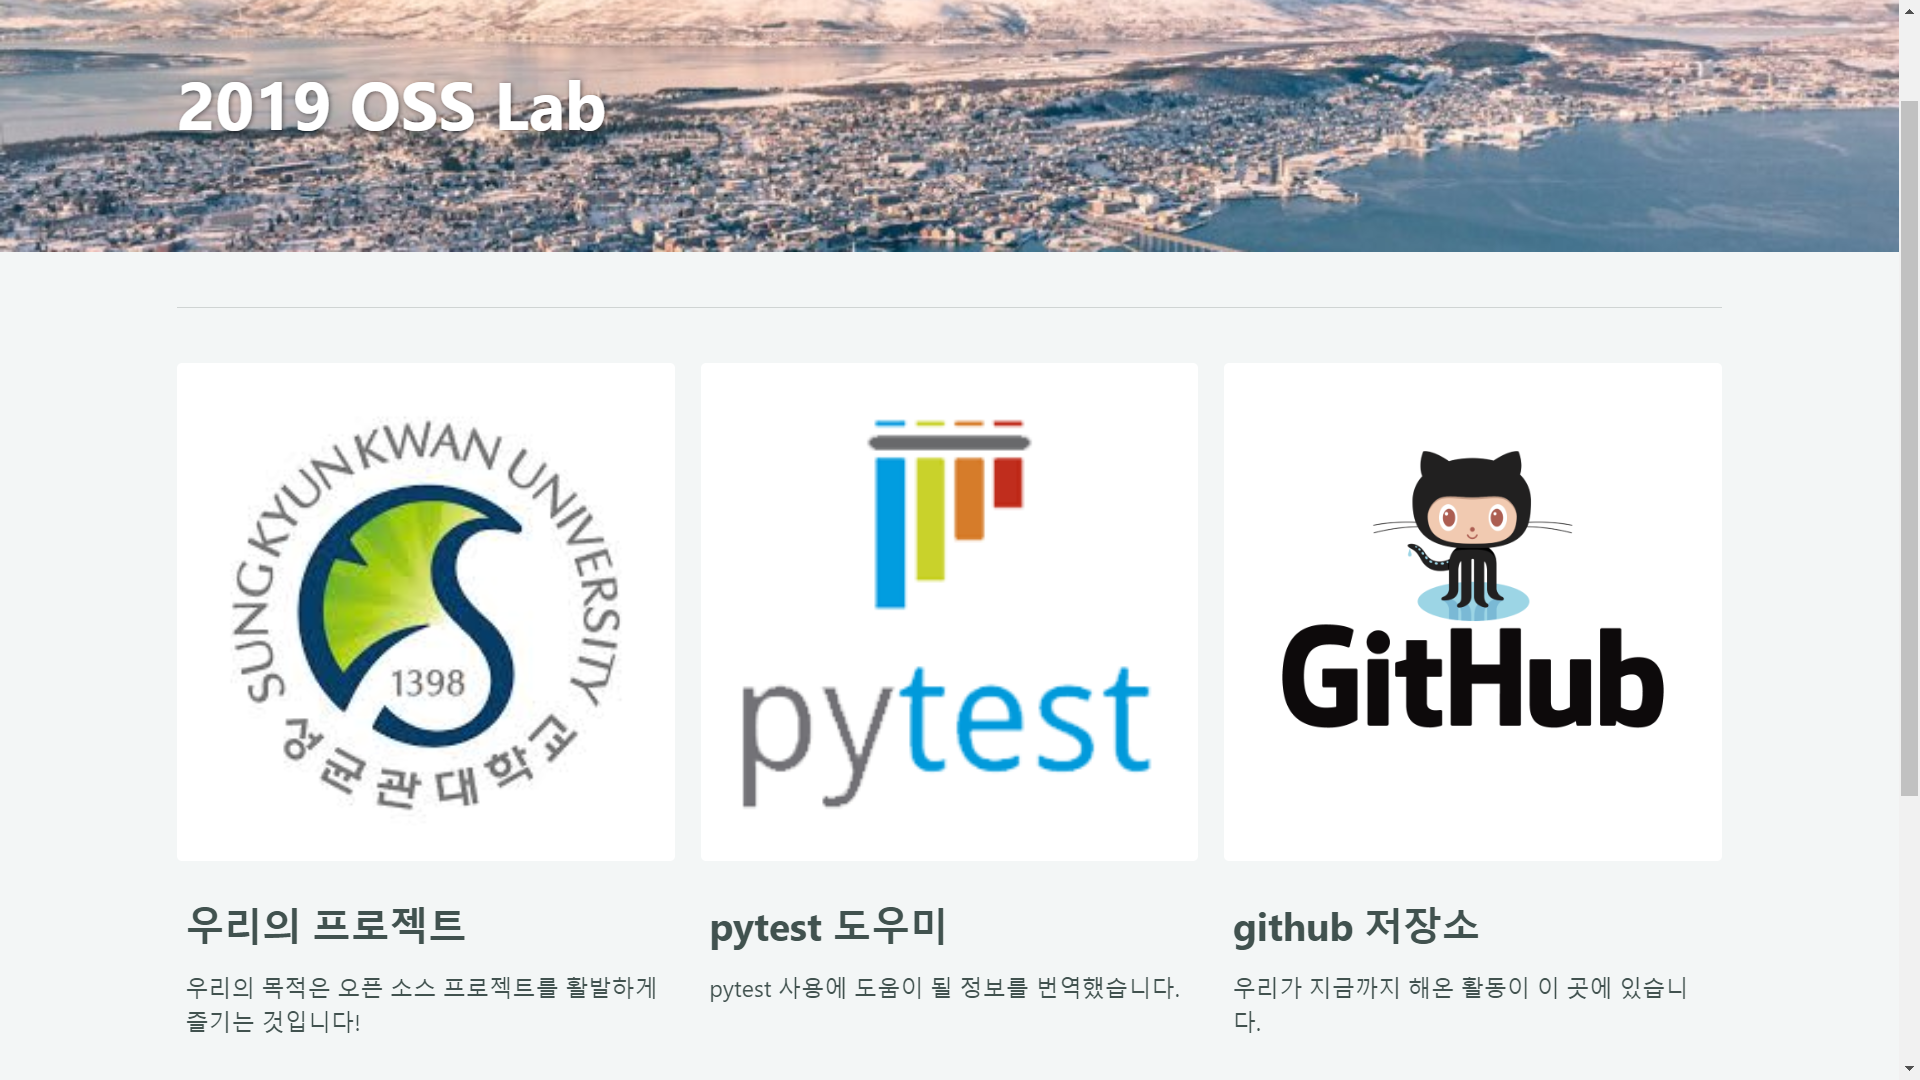 2019 OSS Lab
SUNGKYUNKWAN UNIVERSITY
1398
성균관대학교
pytest
GitHub
우리의 프로젝트
우리의 목적은 오픈 소스 프로젝트를 활발하게
즐기는 것입니다!
pytest 도우미
pytest 사용에 도움이 될 정보를 번역했습니다.
github 저장소
우리가 지금까지 해온 활동이 이 곳에 있습니
다.